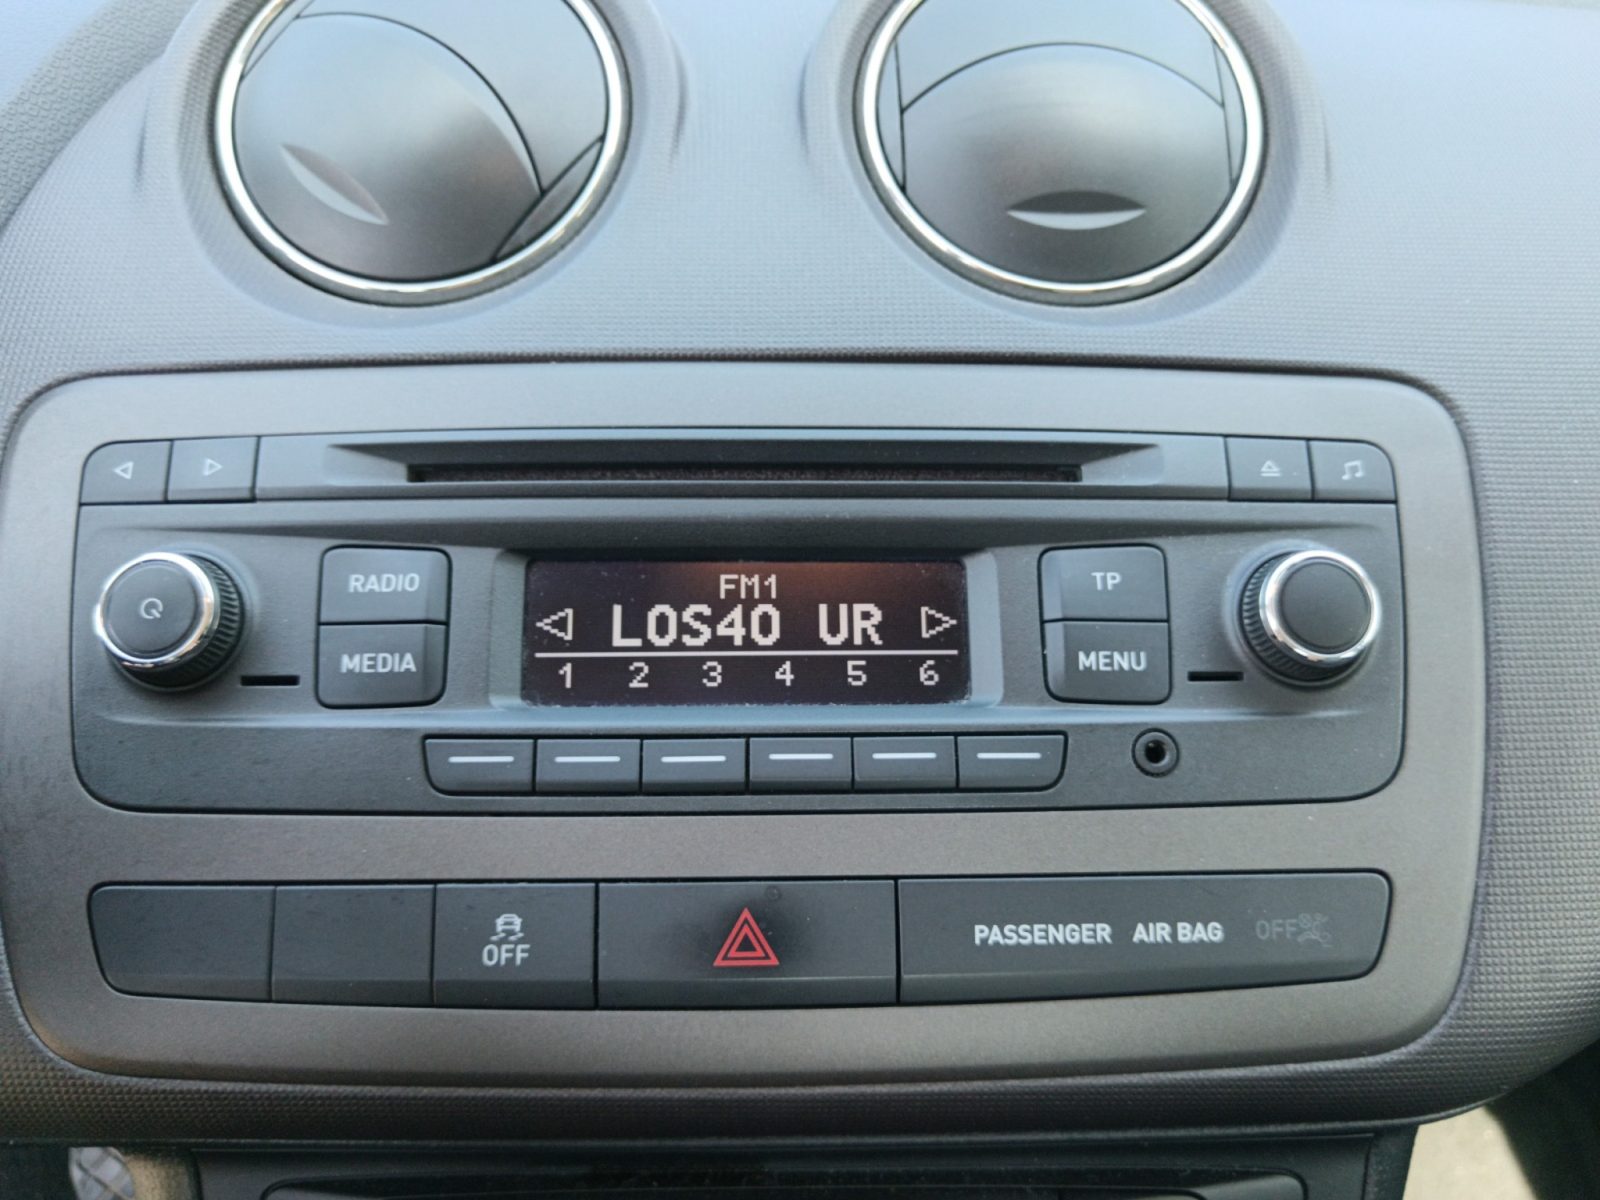 FM1
RADIO
LOS40 UR
TP
MEDIA
1 2 3 4 5 6
MENU
OFF
PASSENGER AIR BAG OFF